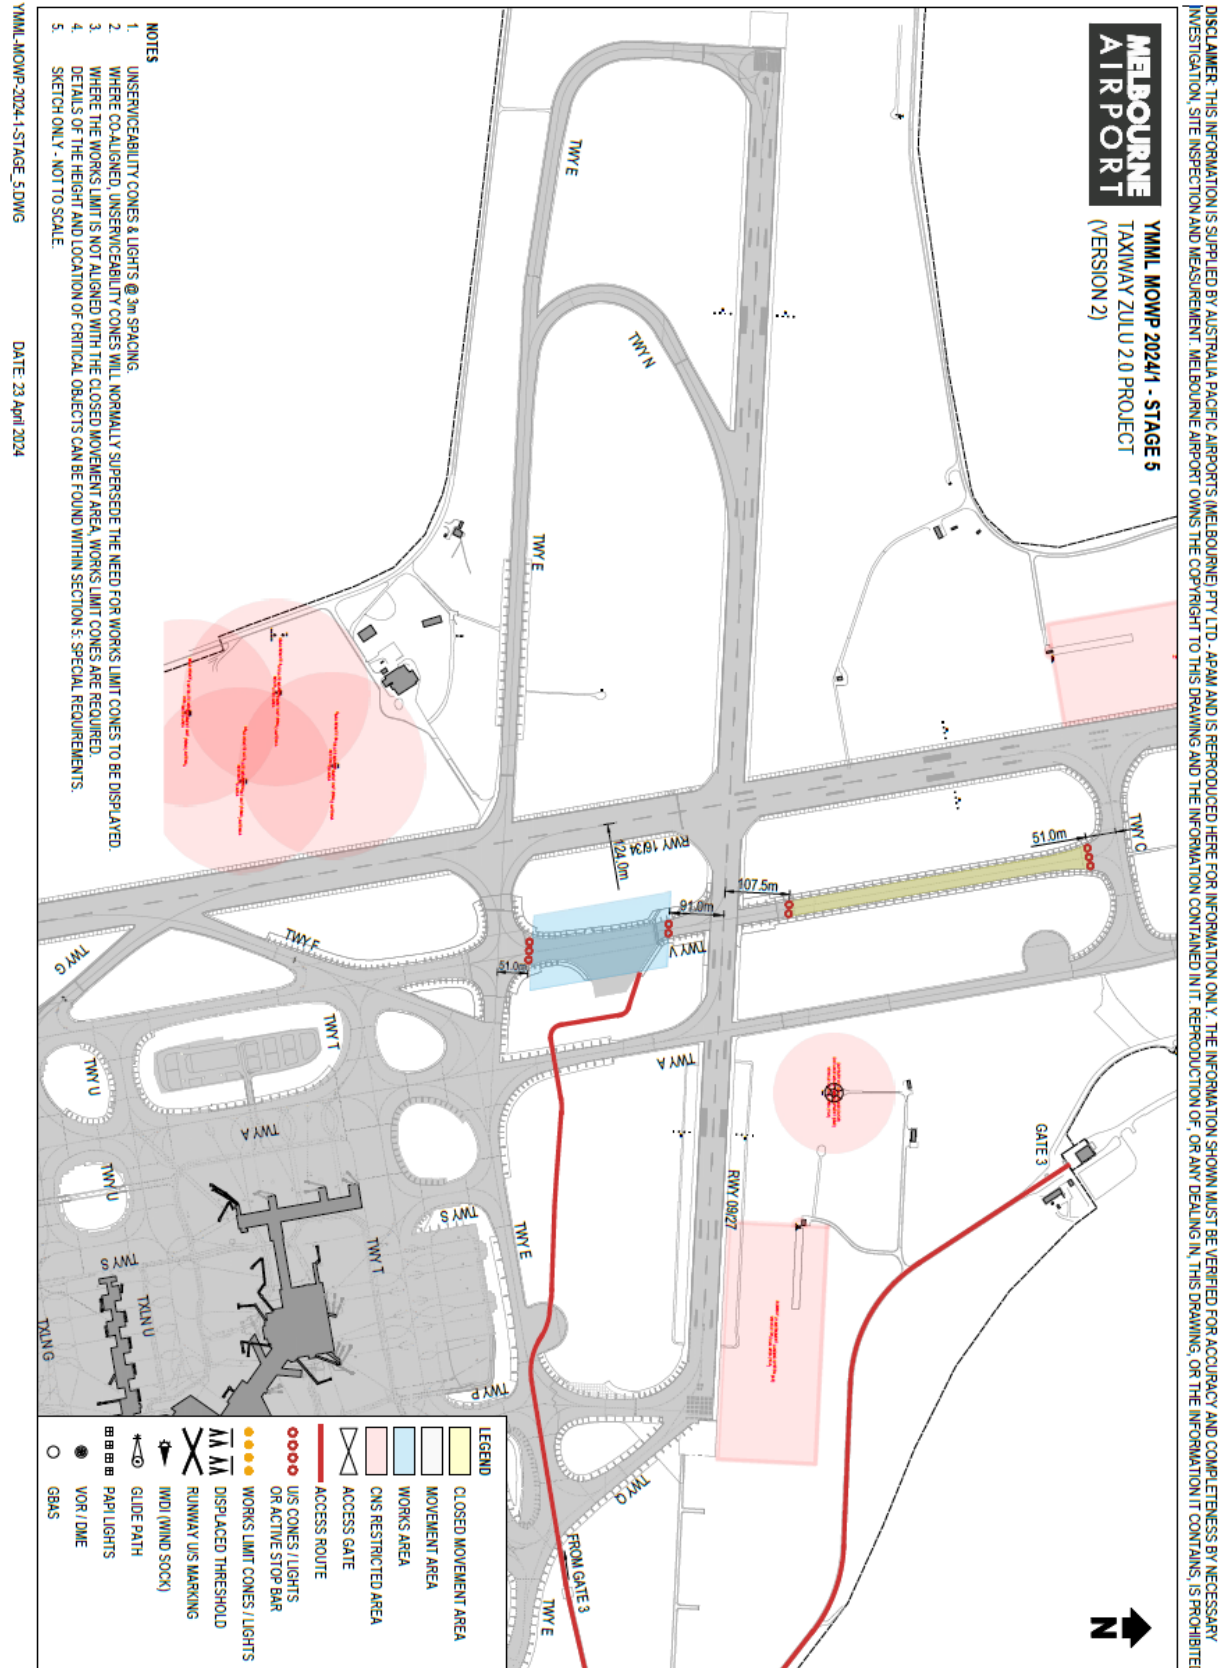 DISCLAIMER: THIS INFORMATION IS SUPPLIED BY AUSTRALIA PACIFIC AIRPORTS (MELBOURNE) PTY LTD - APAM AND IS REPRODUCED HERE FOR INFORMATION ONLY. THE INFORMATION SHOWN MUST BE VERIFIED FOR ACCURACY AND COMPLETENESS BY NECESSARY
INVESTIGATION, SITE INSPECTION AND MEASUREMENT. MELBOURNE AIRPORT OWNS THE COPYRIGHT TO THIS DRAWING AND THE INFORMATION CONTAINED IN IT. REPRODUCTION OF, OR ANY DEALING IN, THIS DRAWING, OR THE INFORMATION IT CONTAINS, IS PROHIBITED
MELBOURNE
AIRPORT
YMML MOWP 2024/1 - STAGE 5
TAXIWAY ZULU 2.0 PROJECT
(VERSION 2)
N
GATE 3
TWY C
51.0m
107.5m
91.0m
RWY 09/27
RWY 16/34
124.0m
TWY V
TWY A
51.0m
TWY N
TWY E
TWY E
TWY E
TWY Q
FROM GATE 3
TWY E
TWY R
TWY S
TWY T
TWY F
TWY T
TWY A
TWY G
TWY U
TWY U
TWY S
TXLN U
TXLN G
LEGEND
CLOSED MOVEMENT AREA
MOVEMENT AREA
WORKS AREA
CNS RESTRICTED AREA
ACCESS GATE
ACCESS ROUTE
U/S CONES / LIGHTS
OR ACTIVE STOP BAR
WORKS LIMIT CONES / LIGHTS
DISPLACED THRESHOLD
RUNWAY U/S MARKING
IWDI (WIND SOCK)
GLIDE PATH
PAPI LIGHTS
VOR / DME
GBAS
NOTES
1. UNSERVICEABILITY CONES & LIGHTS @ 3m SPACING.
2. WHERE CO-ALIGNED, UNSERVICEABILITY CONES WILL NORMALLY SUPERSEDE THE NEED FOR WORKS LIMIT CONES TO BE DISPLAYED.
3. WHERE THE WORKS LIMIT IS NOT ALIGNED WITH THE CLOSED MOVEMENT AREA, WORKS LIMIT CONES ARE REQUIRED.
4. DETAILS OF THE HEIGHT AND LOCATION OF CRITICAL OBJECTS CAN BE FOUND WITHIN SECTION 5: SPECIAL REQUIREMENTS.
5. SKETCH ONLY - NOT TO SCALE.
YMML-MOWP-2024-1-STAGE_5.DWG
DATE: 23 April 2024